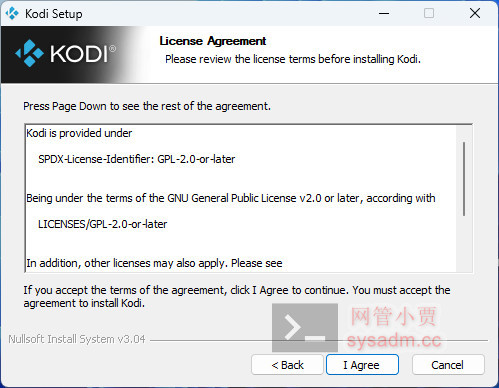 Kodi Setup
KODI®
License Agreement
Please review the license terms before installing Kodi.
Press Page Down to see the rest of the agreement.
Kodi is provided under
SPDX-License-Identifier: GPL-2.0-or-later
Being under the terms of the GNU General Public License v2.0 or later, according with
LICENSES/GPL-2.0-or-later
In addition, other licenses may also apply. Please see
If you accept the terms of the agreement, click I Agree to continue. You must accept the
agreement to install Kodi.
网管小贾
sysadm.cc
Nullsoft Install System v3.04
< Back
I Agree
Cancel